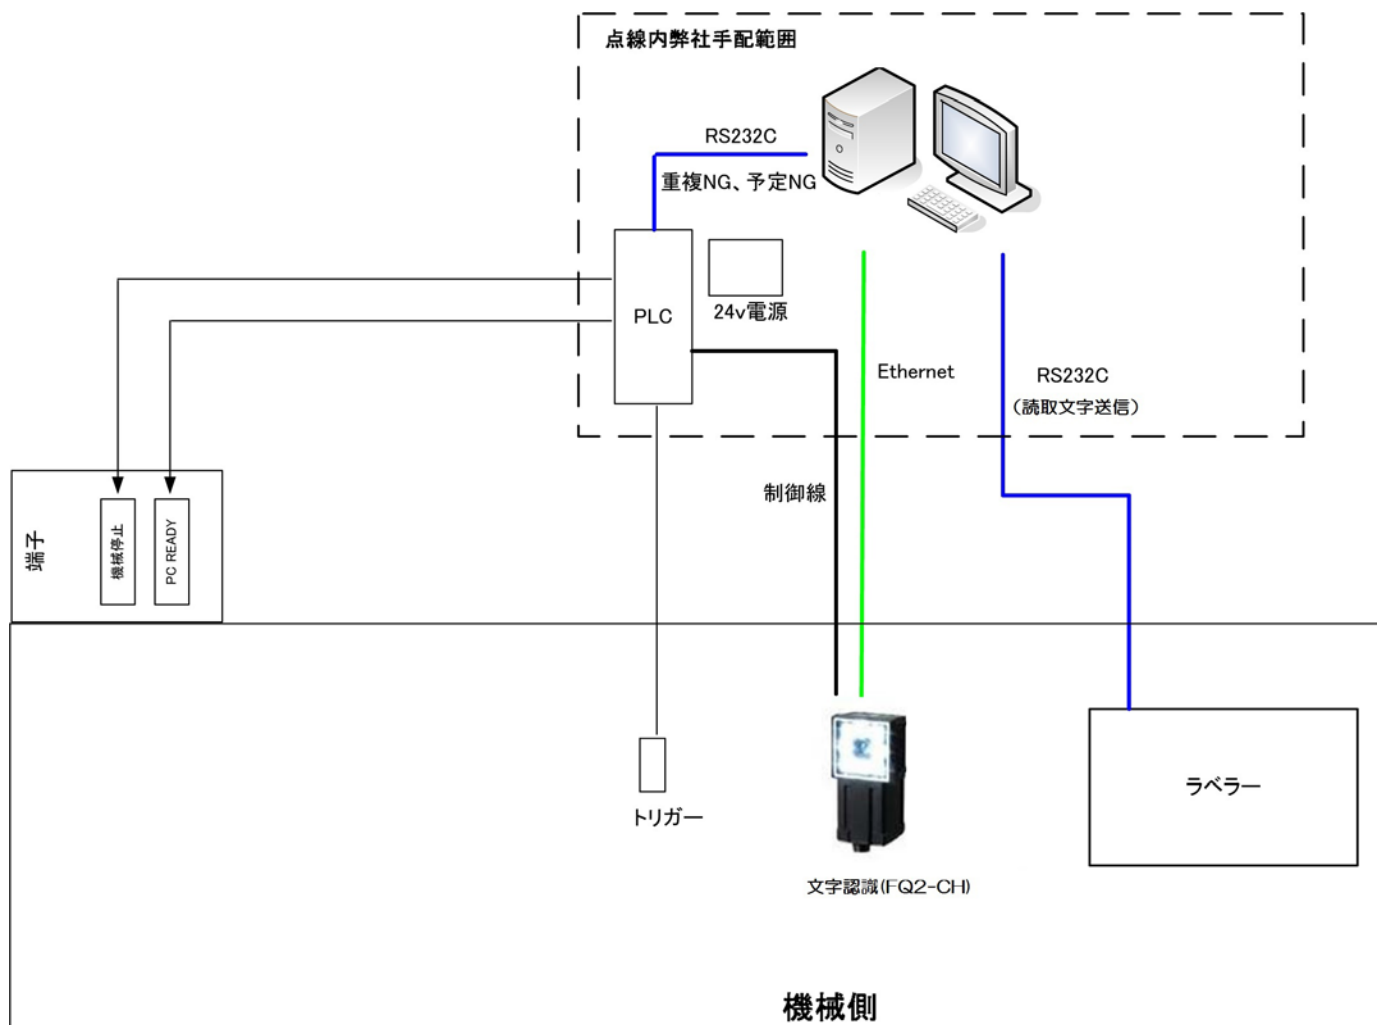 点線内弊社手配範囲
RS232C
重複NG、予定NG
PLC
24v電源
Ethernet
RS232C
（読取文字送信）
制御線
端子
機械停止
PC READY
トリガー
ラベラー
文字認識(FQ2-CH)
機械側